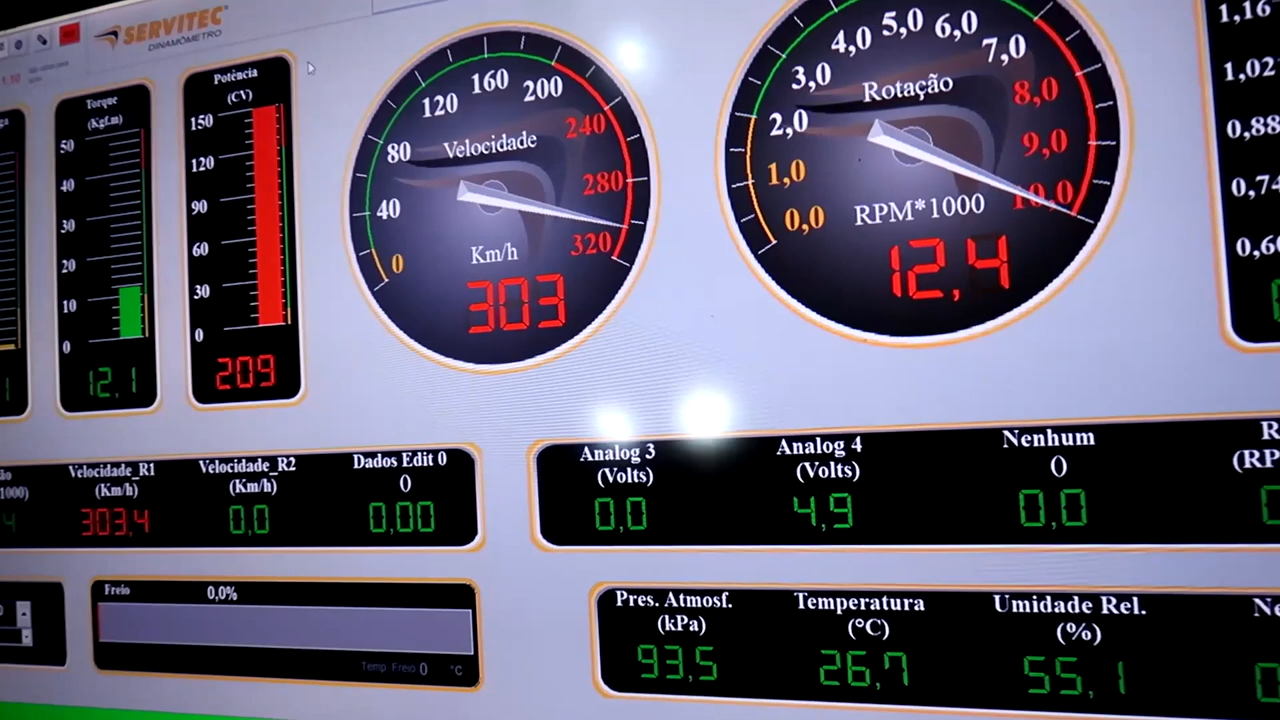 SERVITEC
DINAMÔMETRO
Torque
(Kgf.m)
50
40
30
20
10
0
12,1
Potência
(CV)
150
120
90
60
30
0
209
0
40
80
120
160
200
240
280
320
Velocidade
Km/h
303
0,0
1,0
2,0
3,0
4,0
5,0
6,0
7,0
8,0
9,0
10,0
Rotação
RPM*1000
12,4
1,16
1,02
0,88
0,74
0,60
Velocidade_R1
(Km/h)
303,4
Velocidade_R2
(Km/h)
0,0
Dados Edit 0
()
0,00
Analog 3
(Volts)
0,0
Analog 4
(Volts)
4,9
Nenhum
()
0,0
Freio
0,0%
Temp. Freio 0 °C
Pres. Atmosf.
(kPa)
93,5
Temperatura
(°C)
26,7
Umidade Rel.
(%)
55,1